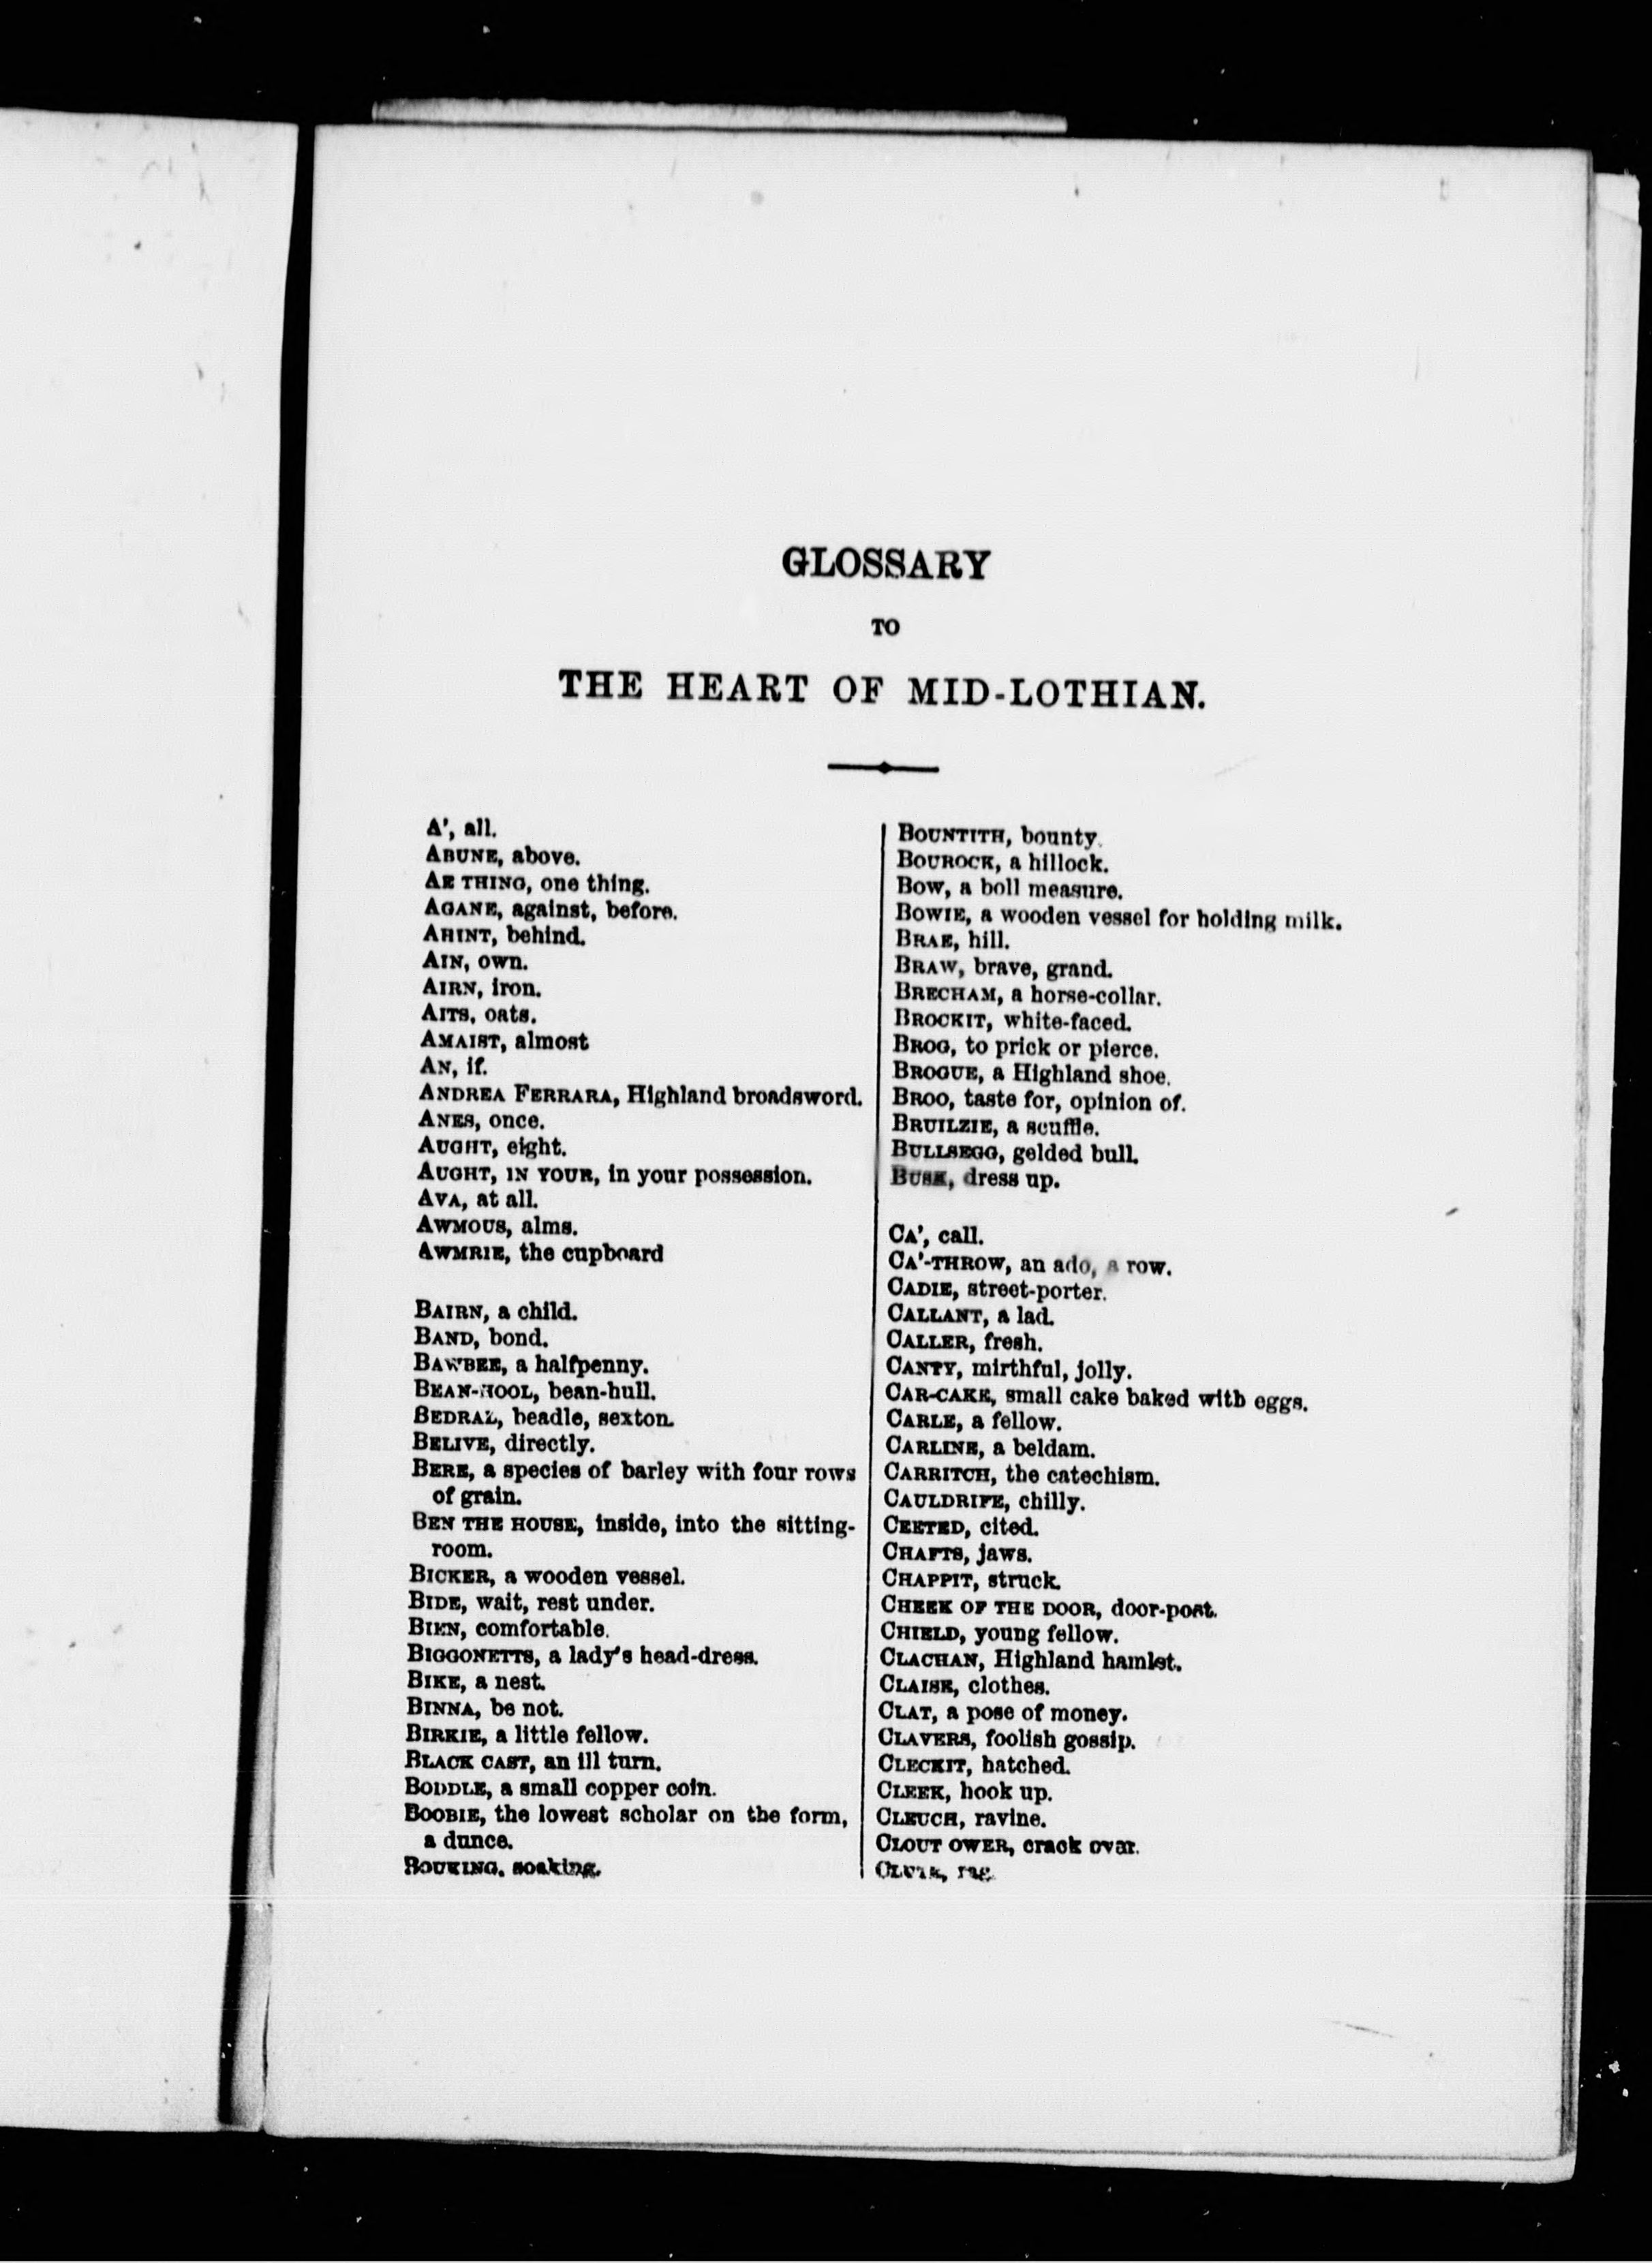 GLOSSARY
TO
THE HEART OF MID-LOTHIAN.
A', all.
ABUNE, above.
AE THING, one thing.
AGANE, against, before.
AHINT, behind.
AIN, own.
AIRN, iron.
AITS, oats.
AMAIST, almost
AN, if.
ANDREA FERRARA, Highland broadsword.
ANES, once.
AUGHT, eight.
AUGHT, IN YOUR, in your possession.
AVA, at all.
AWMOUS, alms.
AWMRIE, the cupboard
BAIRN, a child.
BAND, bond.
BAWBEE, a halfpenny.
BEAN-HOOL, bean-hull.
BEDRAL, beadle, sexton.
BELIVE, directly.
BERE, a species of barley with four rows
of grain.
BEN THE HOUSE, inside, into the sitting-
room.
BICKER, a wooden vessel.
BIDE, wait, rest under.
BIEN, comfortable.
BIGGONETTS, a lady's head-dress.
BIKE, a nest.
BINNA, be not.
BIRKIE, a little fellow.
BLACK CAST, an ill turn.
BODDLE, a small copper coin.
BOOBIE, the lowest scholar on the form,
a dunce.
BOUKING, soaking.
BOUNTITH, bounty.
BOUROCK, a hillock.
BOW, a boll measure.
BOWIE, a wooden vessel for holding milk.
BRAE, hill.
BRAW, brave, grand.
BRECHAM, a horse-collar.
BROCKIT, white-faced.
BROG, to prick or pierce.
BROGUE, a Highland shoe.
BROO, taste for, opinion of.
BRUILZIE, a scuffle.
BULLSEGG, gelded bull.
BUSK, dress up.
CA', call.
CA'-THROW, an ado, a row.
CADIE, street-porter.
CALLANT, a lad.
CALLER, fresh.
CANTY, mirthful, jolly.
CAR-CAKE, small cake baked with eggs.
CARLE, a fellow.
CARLINE, a beldam.
CARRITCH, the catechism.
CAULDRIFE, chilly.
CEETED, cited.
CHAFTS, jaws.
CHAPPIT, struck.
CHEEK OF THE DOOR, door-post.
CHIELD, young fellow.
CLACHAN, Highland hamlet.
CLAISE, clothes.
CLAT, a pose of money.
CLAVERS, foolish gossip.
CLECKIT, hatched.
CLEEK, hook up.
CLEUCH, ravine.
CLOUT OWER, crack over.
rag.